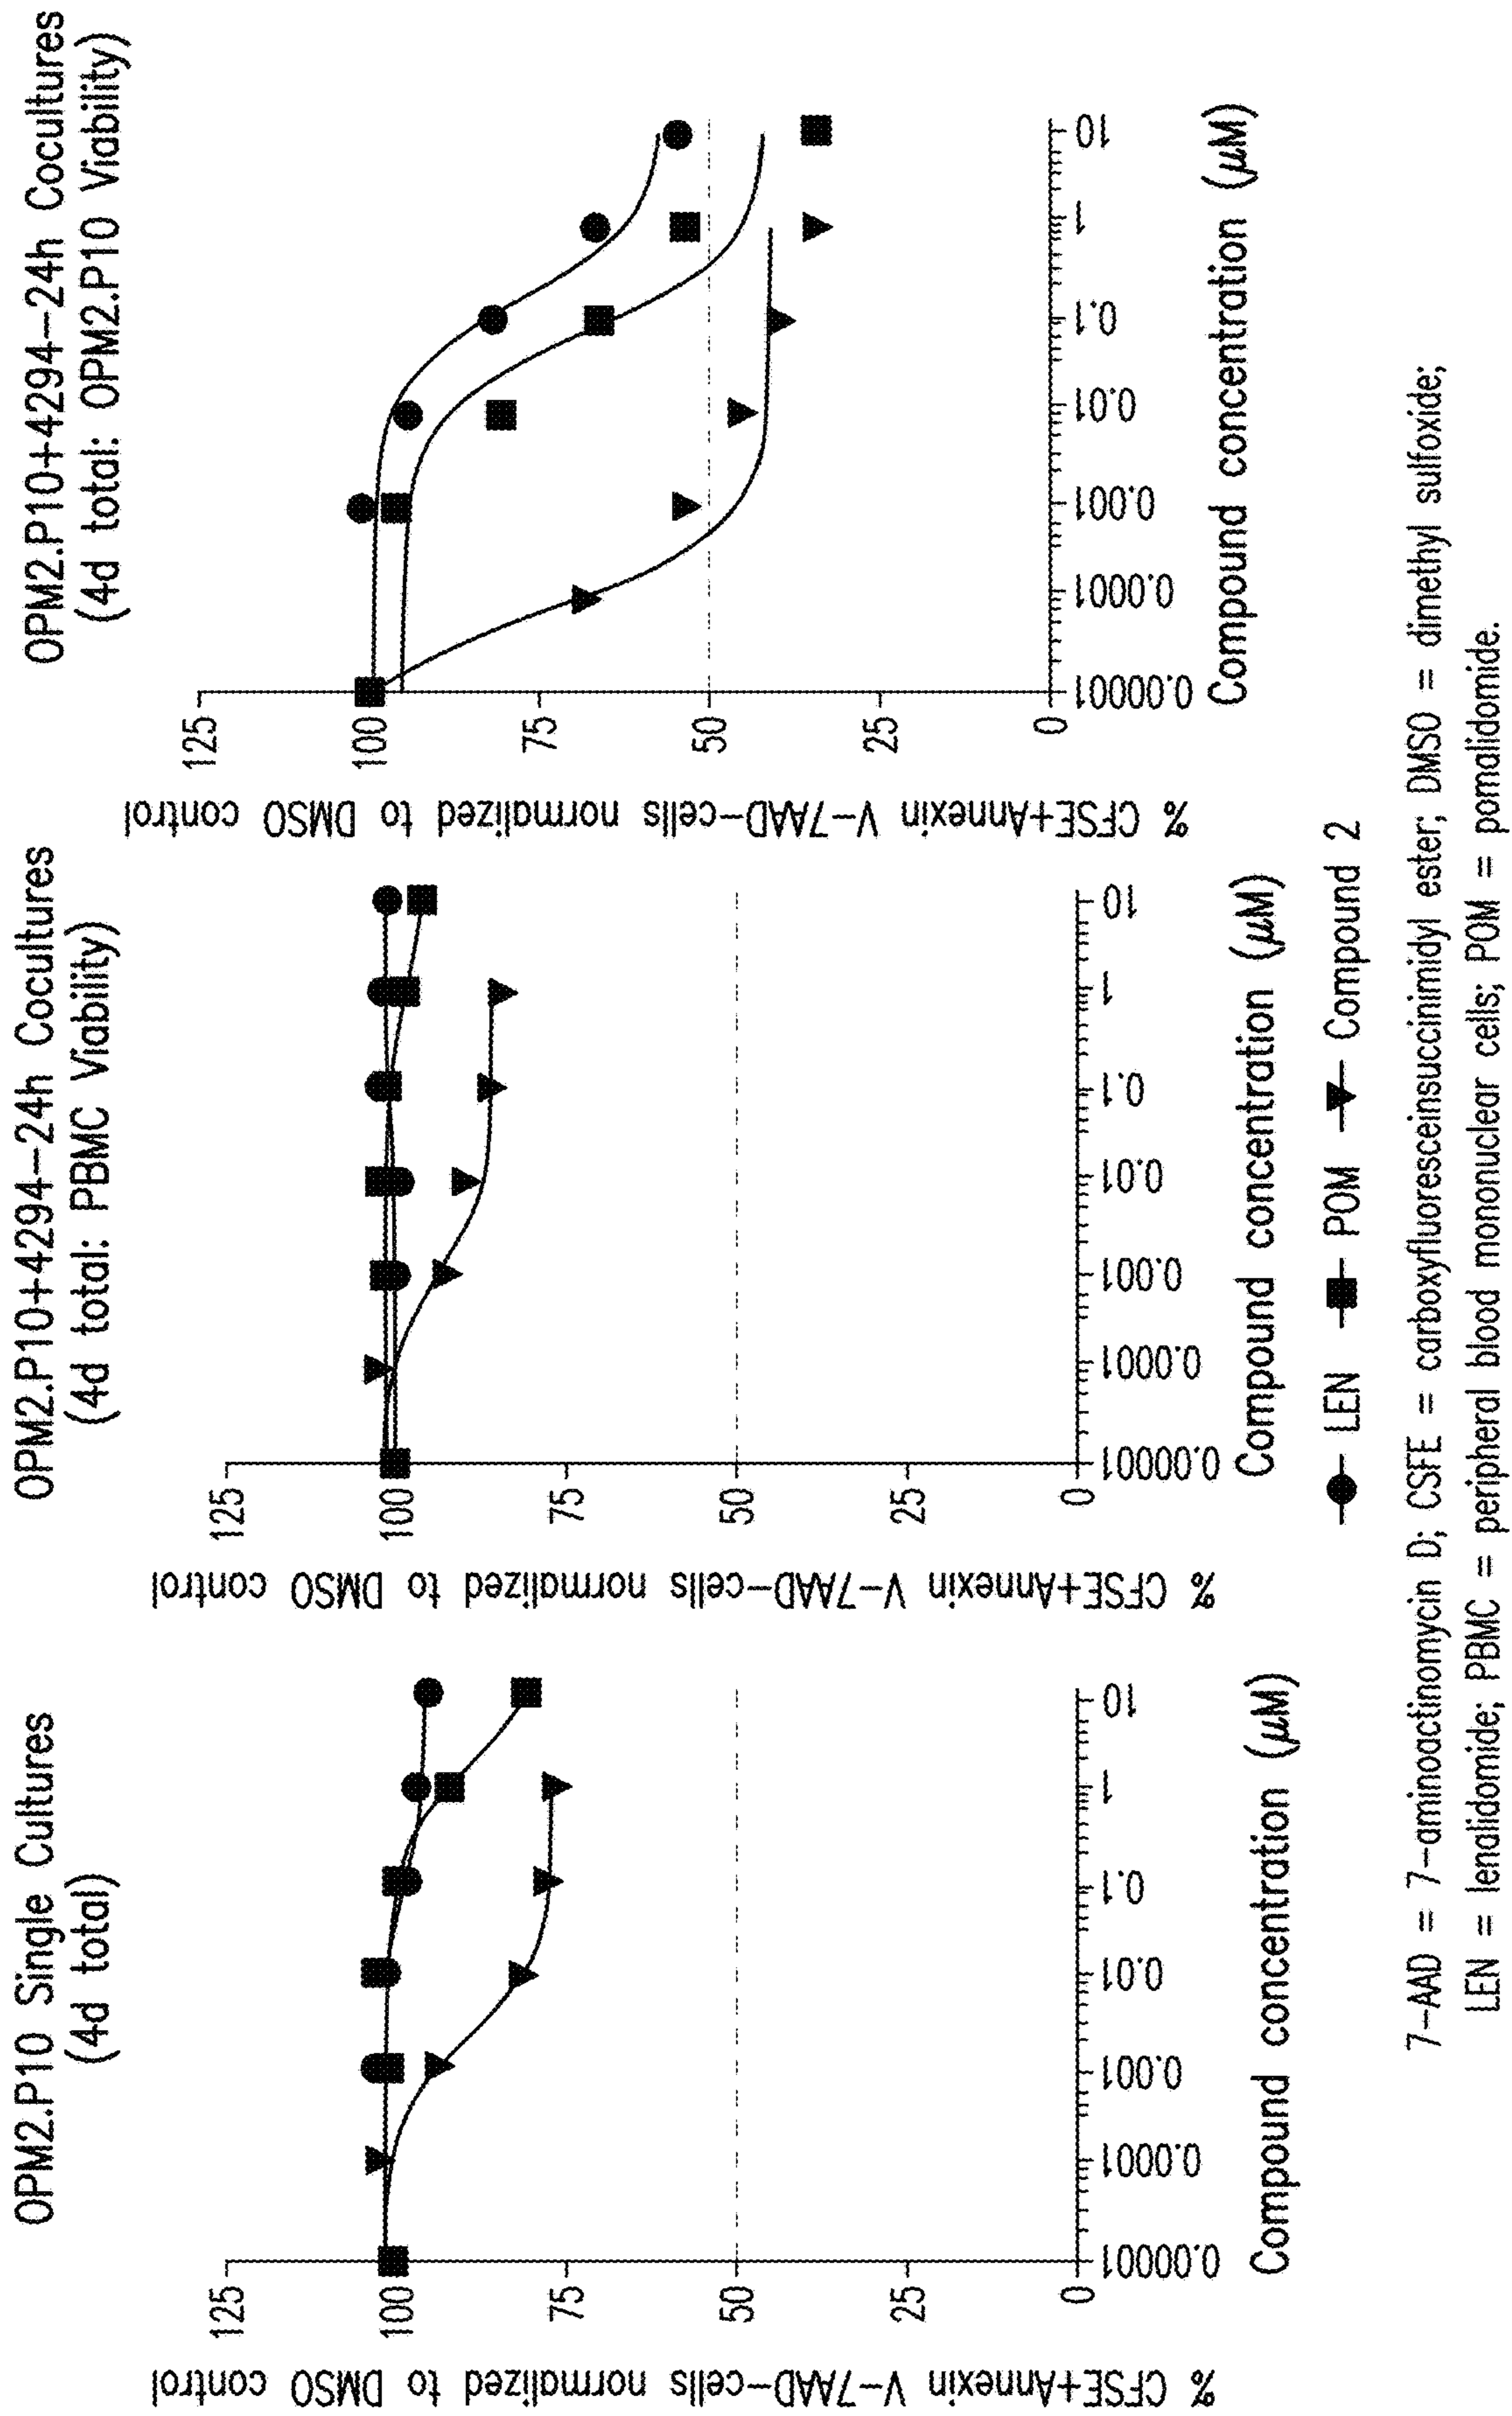 OPM2.P10 Single Cultures
(4d total)
% CFSE+Annexin V-7AAD-cells normalized to DMSO control
125
100
75
50
25
0
0.00001
0.0001
0.001
0.01
0.1
1
10
Compound concentration (μM)
OPM2.P10+4294-24h Cocultures
(4d total: PBMC Viability)
% CFSE+Annexin V-7AAD-cells normalized to DMSO control
125
100
75
50
25
0
0.00001
0.0001
0.001
0.01
0.1
1
10
Compound concentration (μM)
OPM2.P10+4294-24h Cocultures
(4d total: OPM2.P10 Viability)
% CFSE+Annexin V-7AAD-cells normalized to DMSO control
125
100
75
50
25
0
0.00001
0.0001
0.001
0.01
0.1
1
10
Compound concentration (μM)
LEN POM Compound 2
7-AAD = 7-aminoactinomycin D; CSFE = carboxyfluoresceinsuccinimidyl ester; DMSO = dimethyl sulfoxide;
LEN = lenalidomide; PBMC = peripheral blood mononuclear cells; POM = pomalidomide.